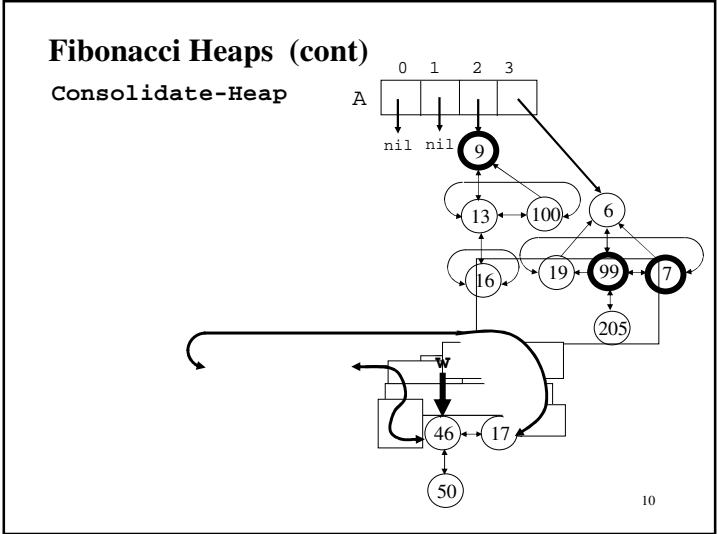 Fibonacci Heaps (cont)
0 1 2 3
Consolidate-Heap
A
nil nil
9
13 100 6
16 19 99 7
205
w
46 17
50
10